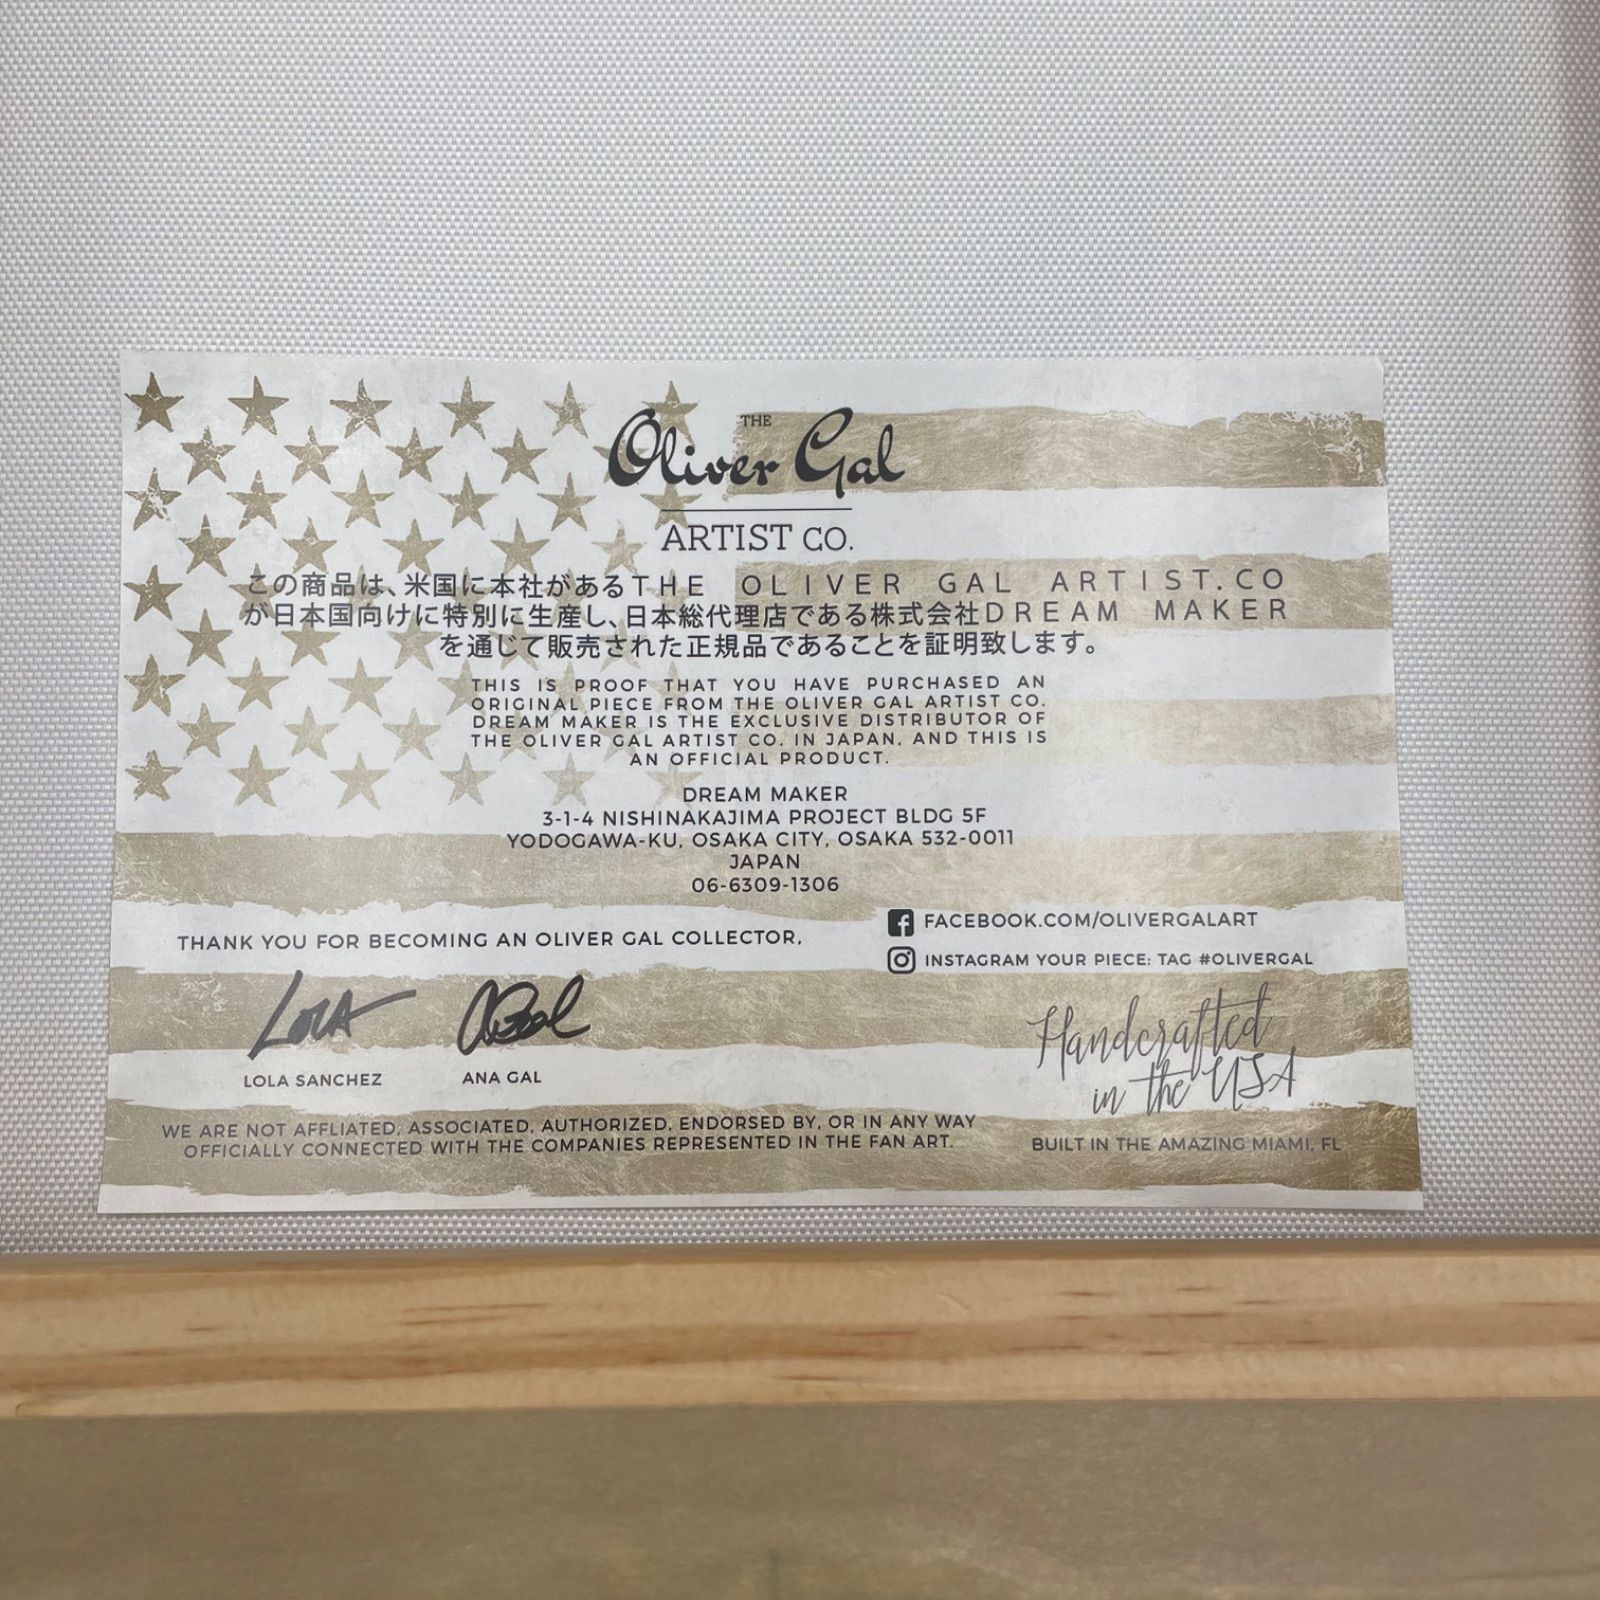 THE
Oliver Gal
ARTIST CO.
この商品は、米国に本社があるTHE OLIVER GAL ARTIST.CO
が日本国向けに特別に生産し、日本総代理店である株式会社DREAM MAKER
を通じて販売された正規品であることを証明致します。
THIS IS PROOF THAT YOU HAVE PURCHASED AN
ORIGINAL PIECE FROM THE OLIVER GAL ARTIST CO.
DREAM MAKER IS THE EXCLUSIVE DISTRIBUTOR OF
THE OLIVER GAL ARTIST CO. IN JAPAN, AND THIS IS
AN OFFICIAL PRODUCT.
DREAM MAKER
3-1-4 NISHINAKAJIMA PROJECT BLDG 5F
YODOGAWA-KU, OSAKA CITY, OSAKA 532-0011
JAPAN
06-6309-1306
THANK YOU FOR BECOMING AN OLIVER GAL COLLECTOR,
FACEBOOK.COM/OLIVERGALART
INSTAGRAM YOUR PIECE: TAG #OLIVERGAL
LOLA
LOLA SANCHEZ
ANA GAL
Handcrafted
in the USA
WE ARE NOT AFFLIATED, ASSOCIATED, AUTHORIZED, ENDORSED BY, OR IN ANY WAY
OFFICIALLY CONNECTED WITH THE COMPANIES REPRESENTED IN THE FAN ART.
BUILT IN THE AMAZING MIAMI, FL